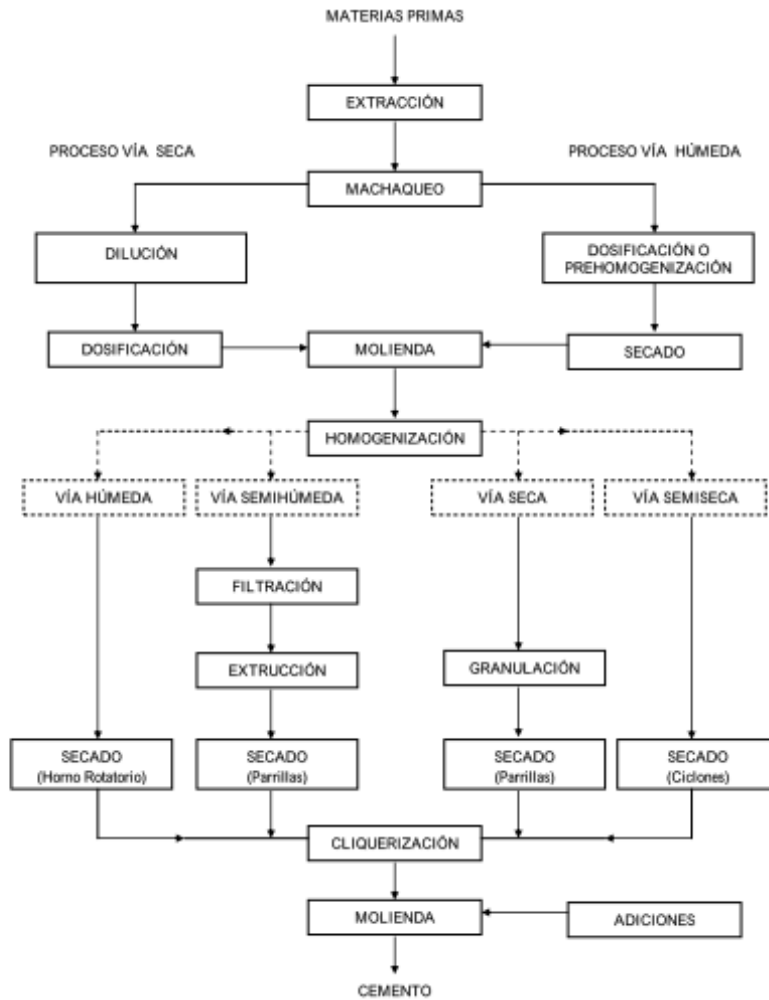 MATERIAS PRIMAS
EXTRACCIÓN
PROCESO VÍA SECA
PROCESO VÍA HÚMEDA
MACHAQUEO
DILUCIÓN
DOSIFICACIÓN O
PREHOMOGENIZACIÓN
DOSIFICACIÓN
MOLIENDA
SECADO
HOMOGENIZACIÓN
VÍA HÚMEDA
VÍA SEMIHÚMEDA
VÍA SECA
VÍA SEMISECA
FILTRACIÓN
EXTRUCCIÓN
GRANULACIÓN
SECADO
(Horno Rotatorio)
SECADO
(Parrillas)
SECADO
(Parrillas)
SECADO
(Ciclones)
CLIQUERIZACIÓN
MOLIENDA
ADICIONES
CEMENTO